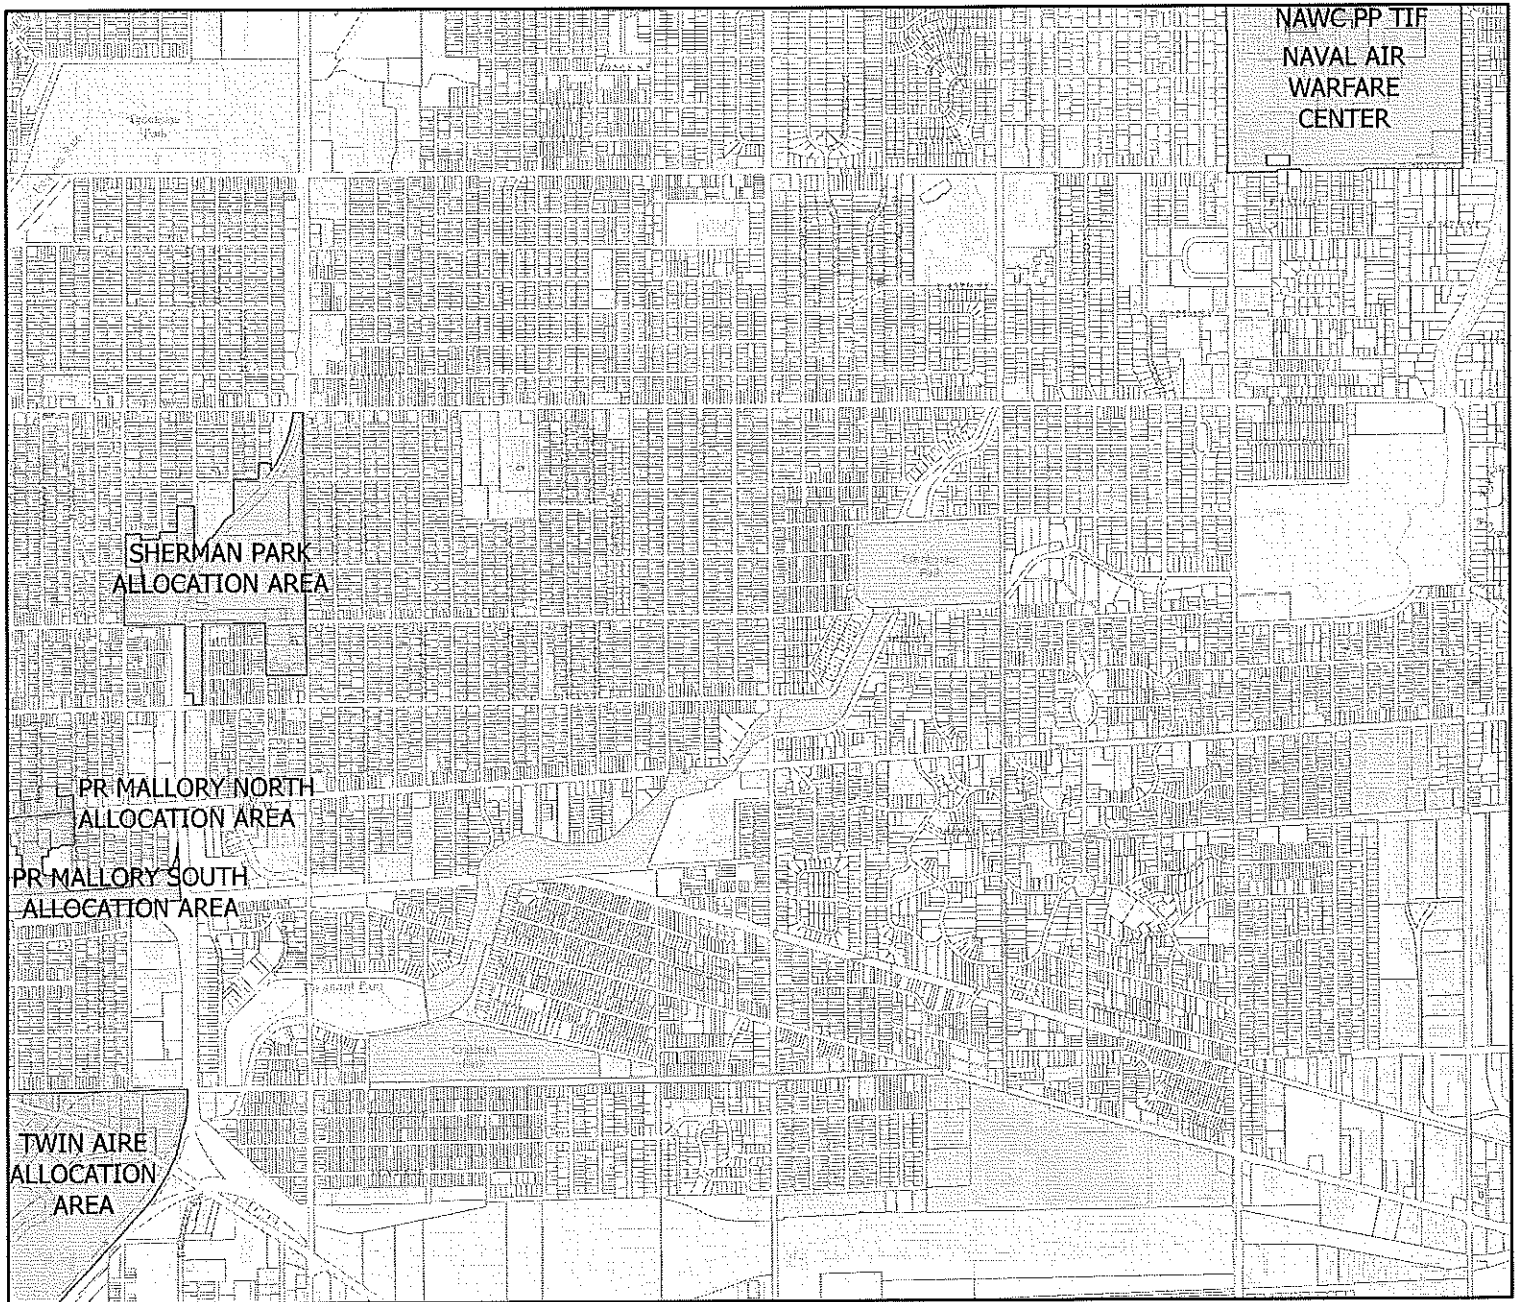 NAWC PP TIF
NAVAL AIR
WARFARE
CENTER
SHERMAN PARK
ALLOCATION AREA
PR MALLORY NORTH
ALLOCATION AREA
PR MALLORY SOUTH
ALLOCATION AREA
TWIN AIRE
ALLOCATION
AREA